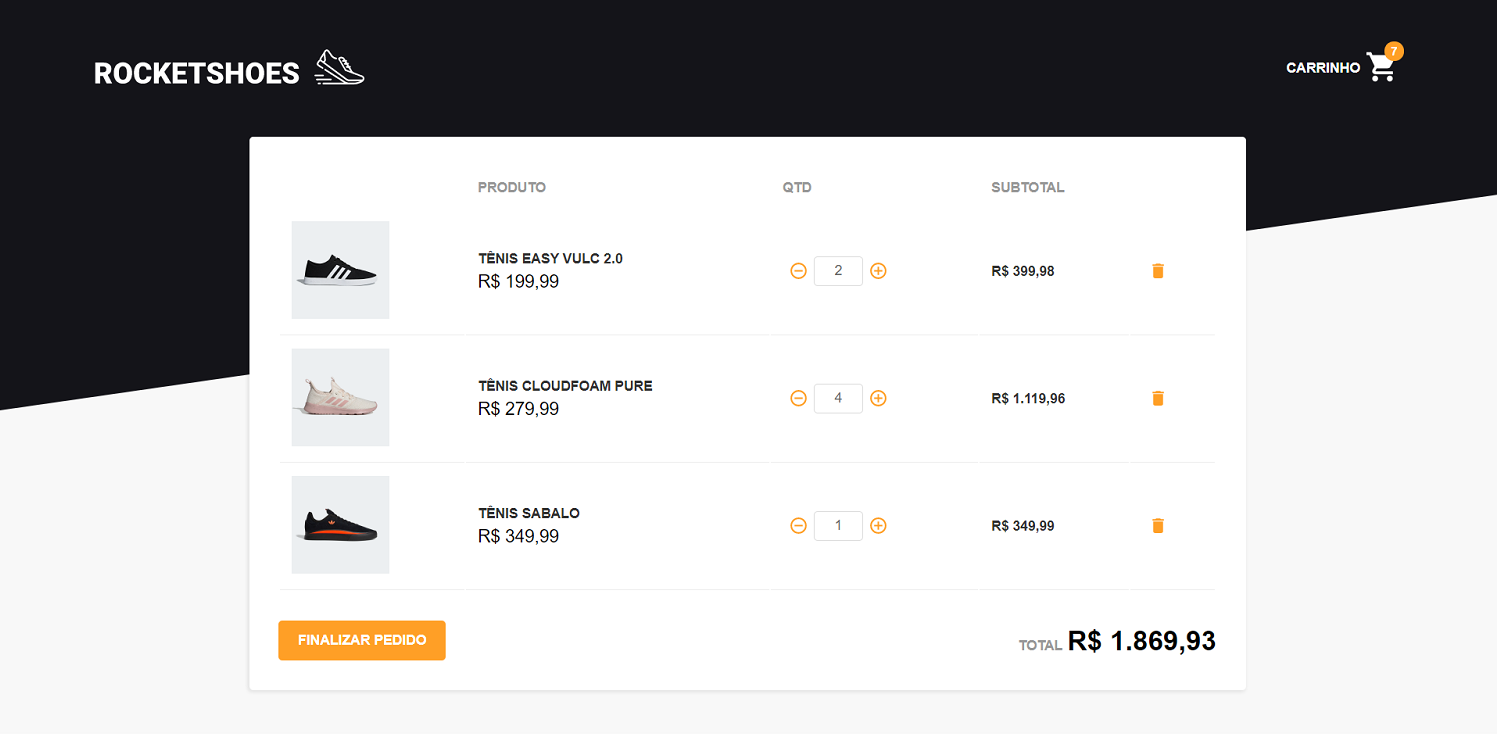 ROCKETSHOES
CARRINHO 7
PRODUTO QTD SUBTOTAL
TÊNIS EASY VULC 2.0
R$ 199,99
2
R$ 399,98
TÊNIS CLOUDFOAM PURE
R$ 279,99
4
R$ 1.119,96
TÊNIS SABALO
R$ 349,99
1
R$ 349,99
FINALIZAR PEDIDO
TOTAL R$ 1.869,93